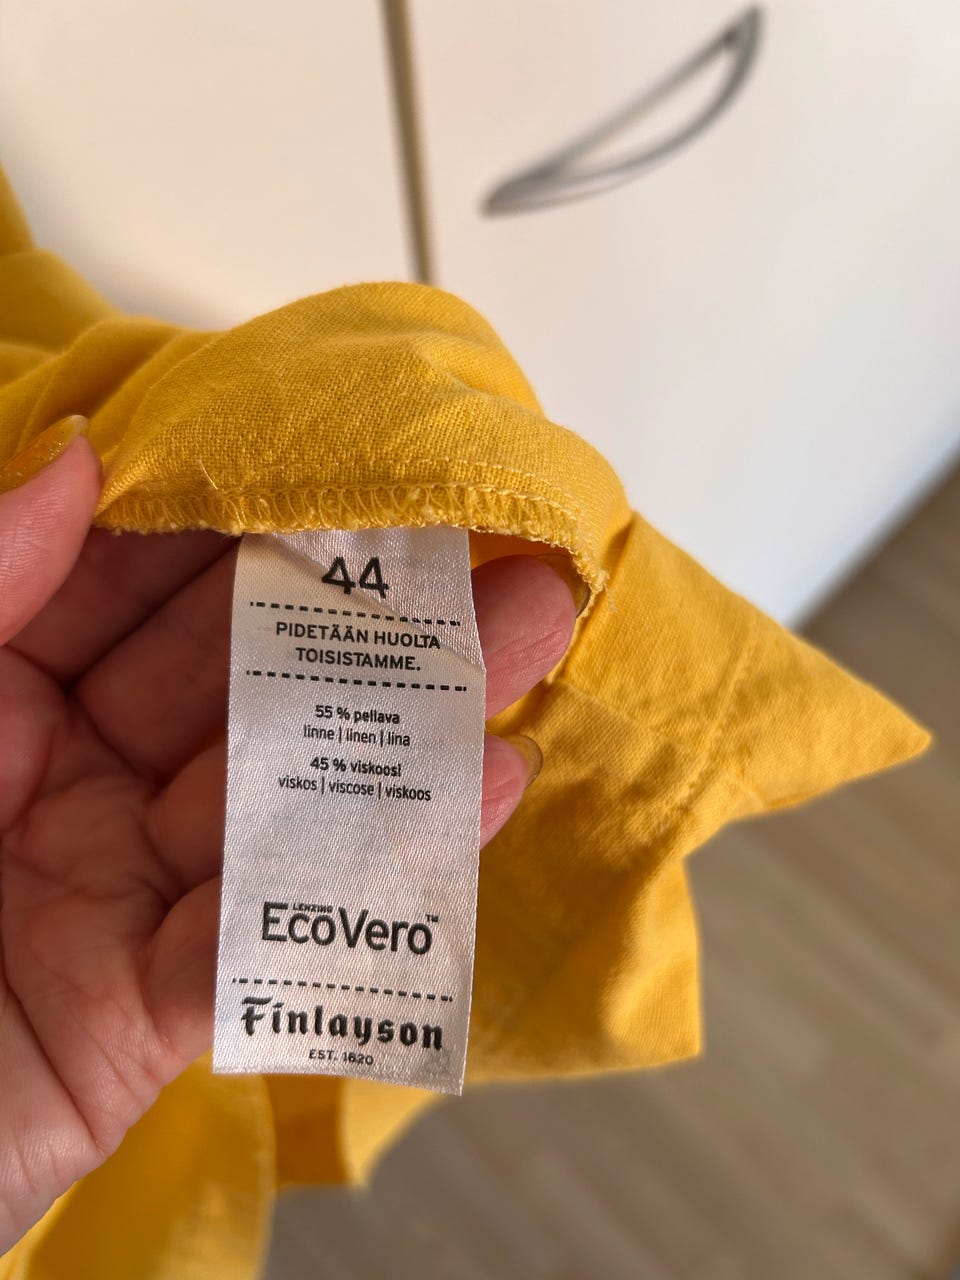 44
PIDETÄÄN HUOLTA
TOISISTAMME.
55 % pellava
linne | linen | lina
45 % viskoosi
viskos | viscose | viskoos
LENZING
EcoVero™
Finlayson
EST. 1820